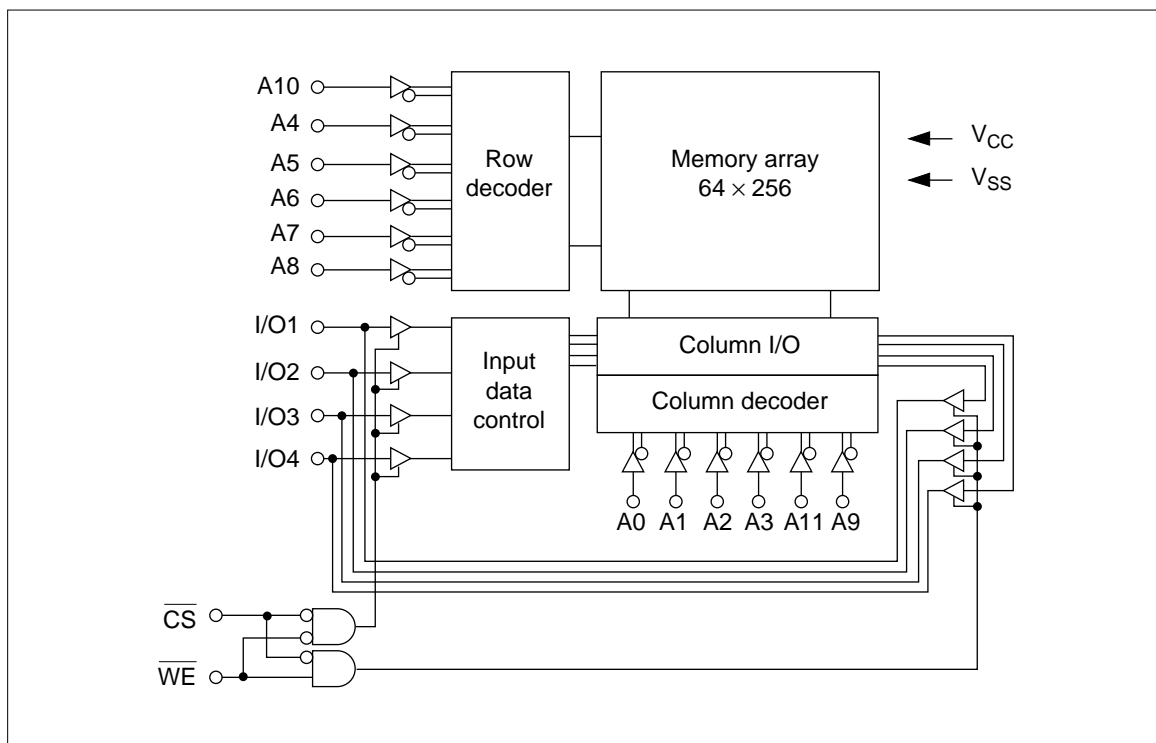 A10
A4
A5
A6
A7
A8
Row
decoder
Memory array
64 × 256
VCC
VSS
I/O1
I/O2
I/O3
I/O4
Input
data
control
Column I/O
Column decoder
A0 A1 A2 A3 A11 A9
CS
WE